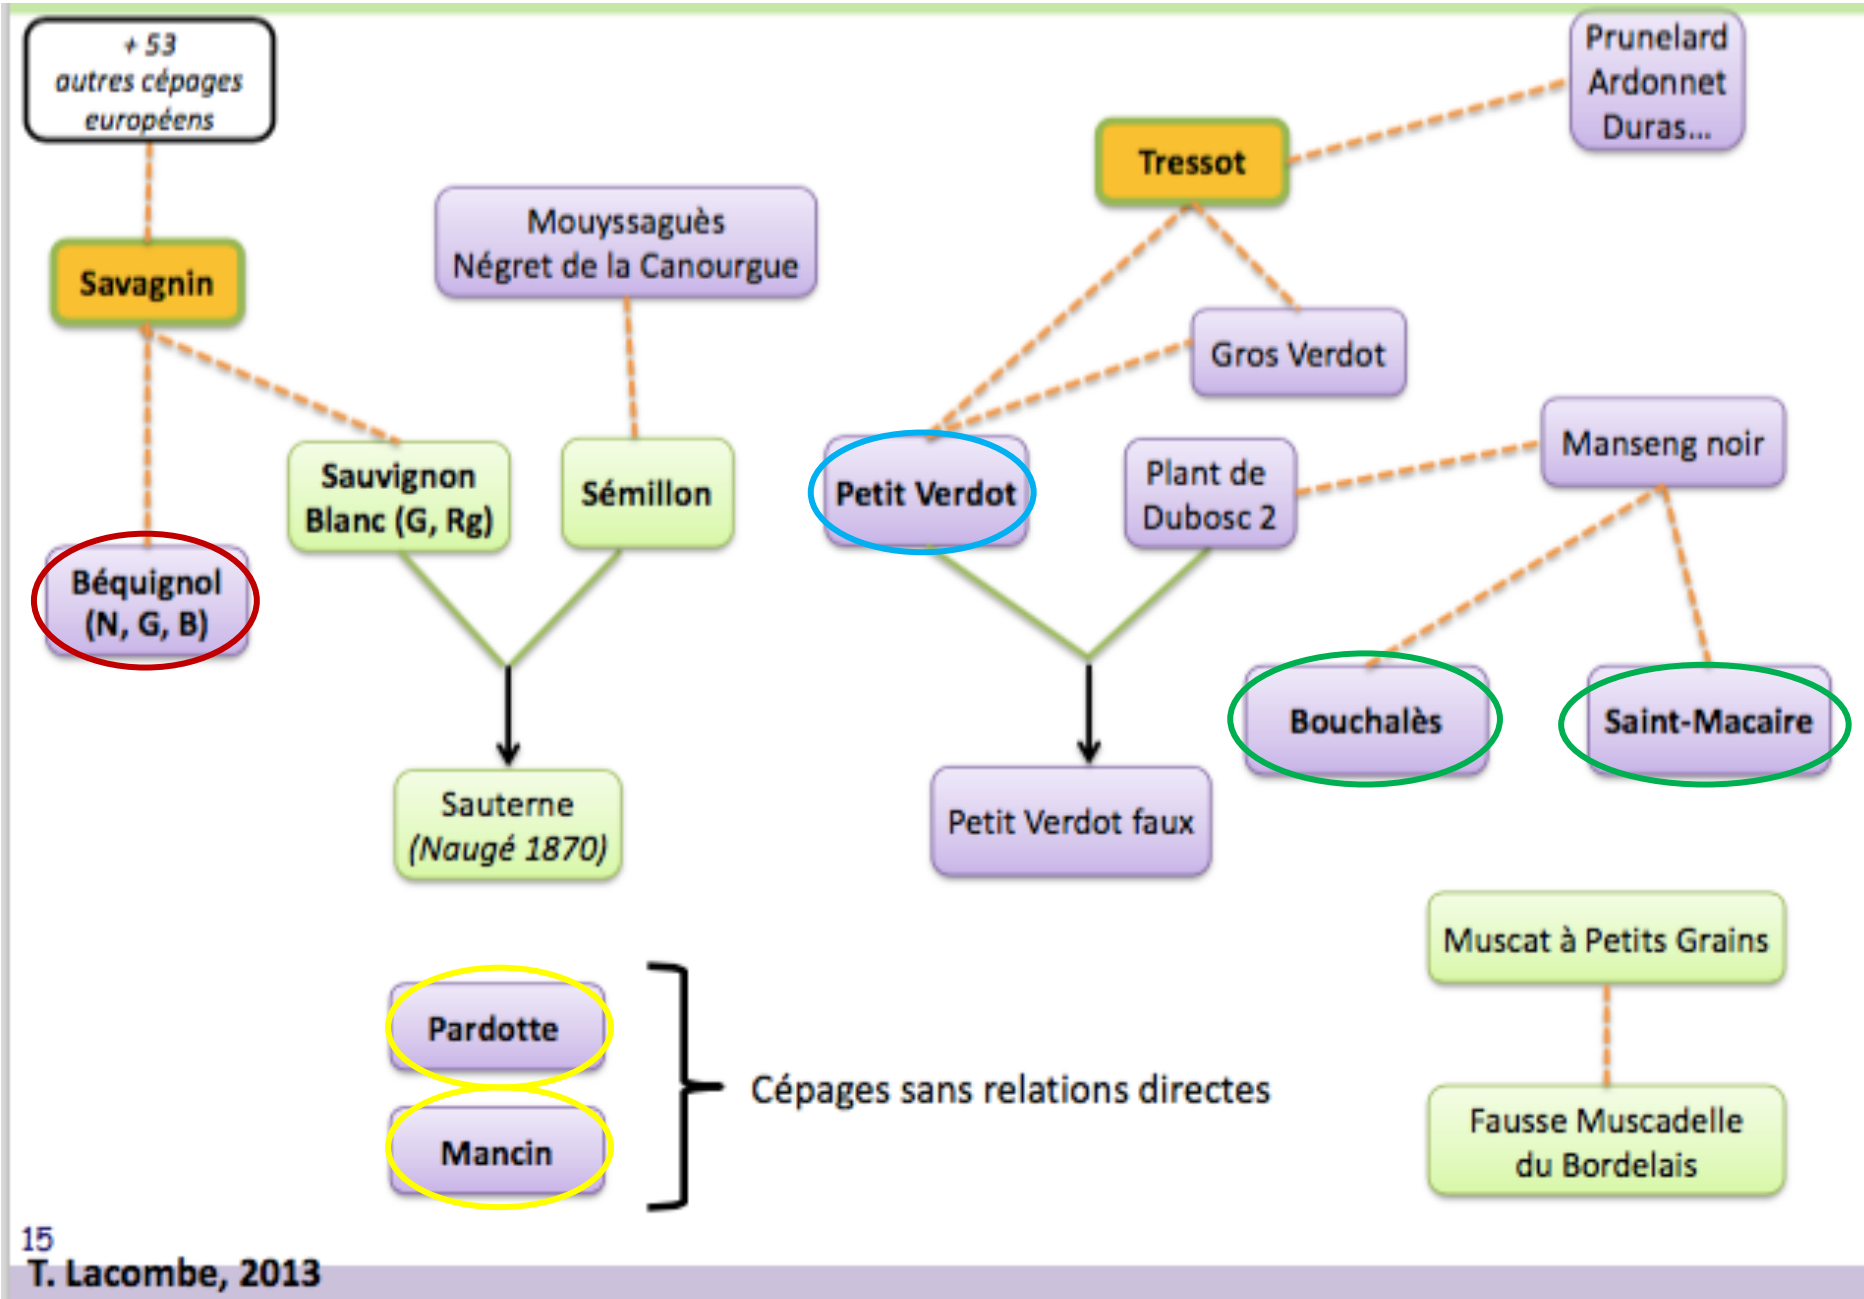 + 53
autres cépages
européens
Prunelard
Ardonnet
Duras...
Tressot
Mouyssaguès
Négret de la Canourgue
Savagnin
Gros Verdot
Manseng noir
Sauvignon
Blanc (G, Rg)
Sémillon
Petit Verdot
Plant de
Dubosc 2
Béquignol
(N, G, B)
Bouchalès
Saint-Macaire
Sauterne
(Naugé 1870)
Petit Verdot faux
Muscat à Petits Grains
Pardotte
Cépages sans relations directes
Mancin
Fausse Muscadelle
du Bordelais
15
T. Lacombe, 2013